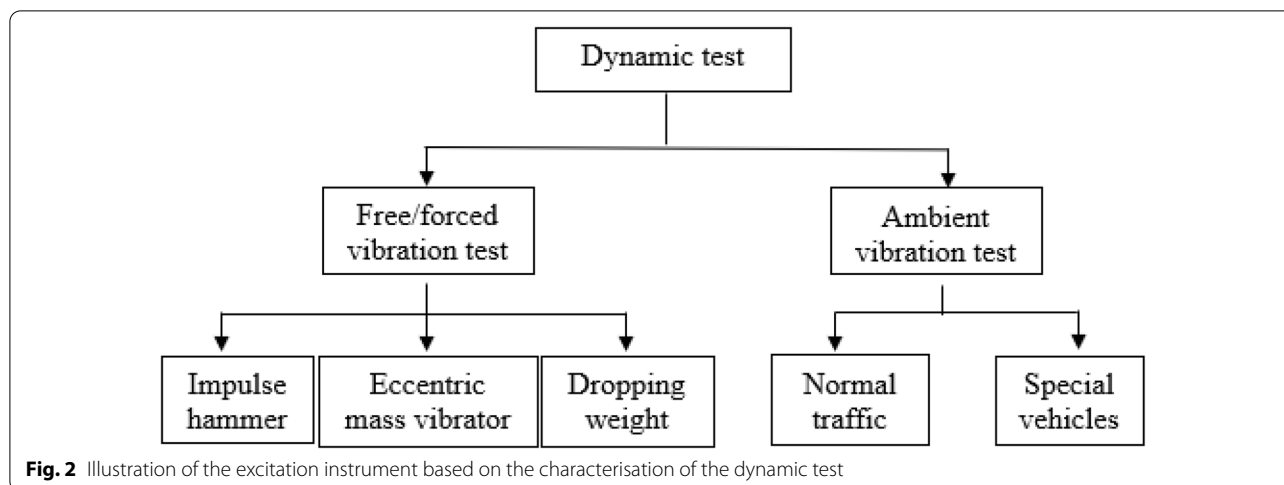 Dynamic test
Free/forced
vibration test
Ambient
vibration test
Impulse
hammer
Eccentric
mass vibrator
Dropping
weight
Normal
traffic
Special
vehicles
Fig. 2 Illustration of the excitation instrument based on the characterisation of the dynamic test